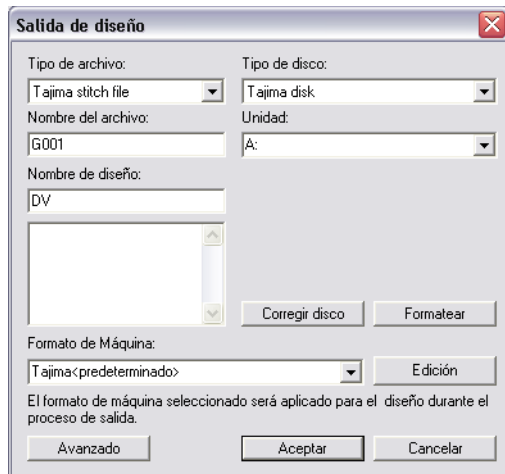 Salida de diseño
Tipo de archivo: Tipo de disco:
Tajima stitch file Tajima disk
Nombre del archivo: Unidad:
G001 A:
Nombre de diseño:
DV
Corregir disco Formatear
Formato de Máquina:
Tajima<predeterminado> Edición
El formato de máquina seleccionado será aplicado para el diseño durante el
proceso de salida.
Avanzado Aceptar Cancelar